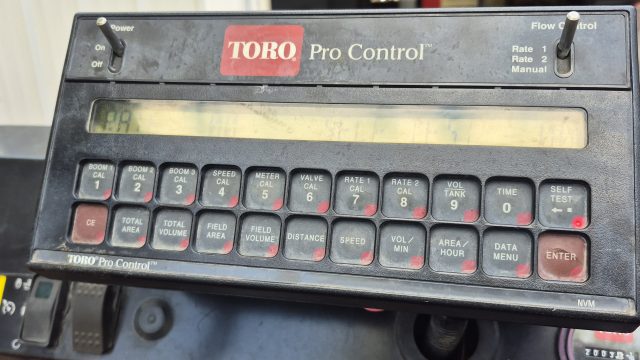 Power
On
Off
TORO. Pro Control™
Flow Control
Rate 1
Rate 2
Manual
BOOM 1 CAL 1
BOOM 2 CAL 2
BOOM 3 CAL 3
SPEED CAL 4
METER CAL 5
VALVE CAL 6
RATE 1 CAL 7
RATE 2 CAL 8
VOL TANK 9
TIME 0
SELF TEST
CE
TOTAL AREA
TOTAL VOLUME
FIELD AREA
FIELD VOLUME
DISTANCE
SPEED
VOL/ MIN
AREA/ HOUR
DATA MENU
ENTER
TORO. Pro Control™
NVM